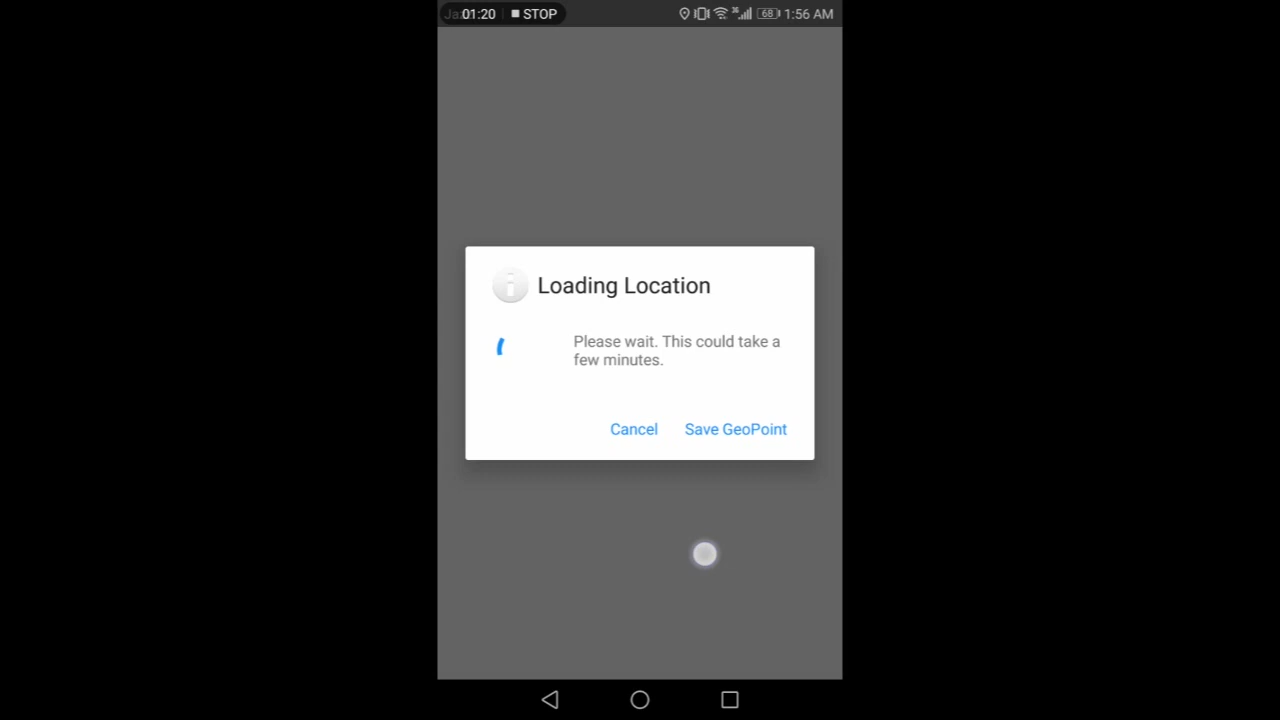 01:20 STOP 68 1:56 AM
Loading Location
Please wait. This could take a
few minutes.
Cancel Save GeoPoint